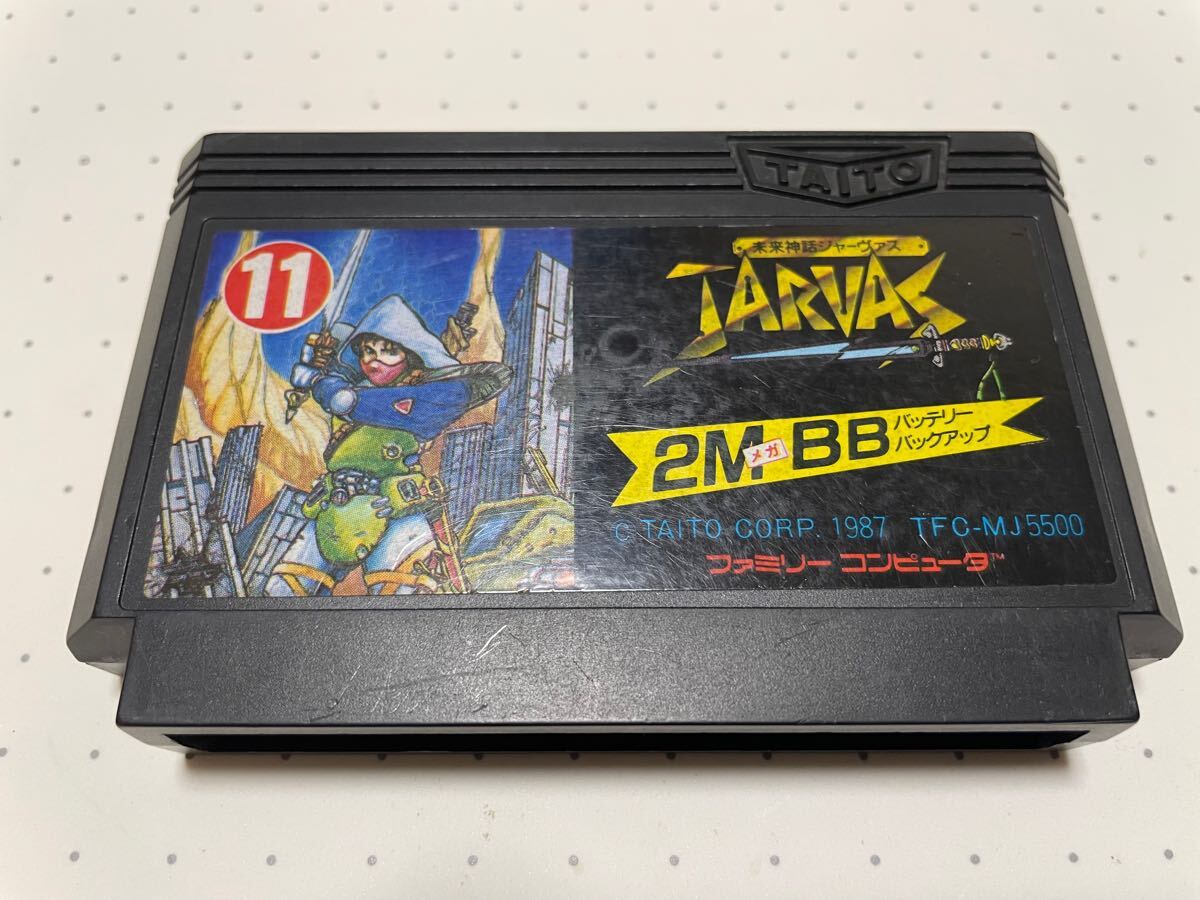 TAITO
11
未来神話ジャーヴァス
JARVAS
2M メガ BB バッテリー
バックアップ
C TAITO CORP. 1987 TFC-MJ5500
ファミリー コンピュータ™